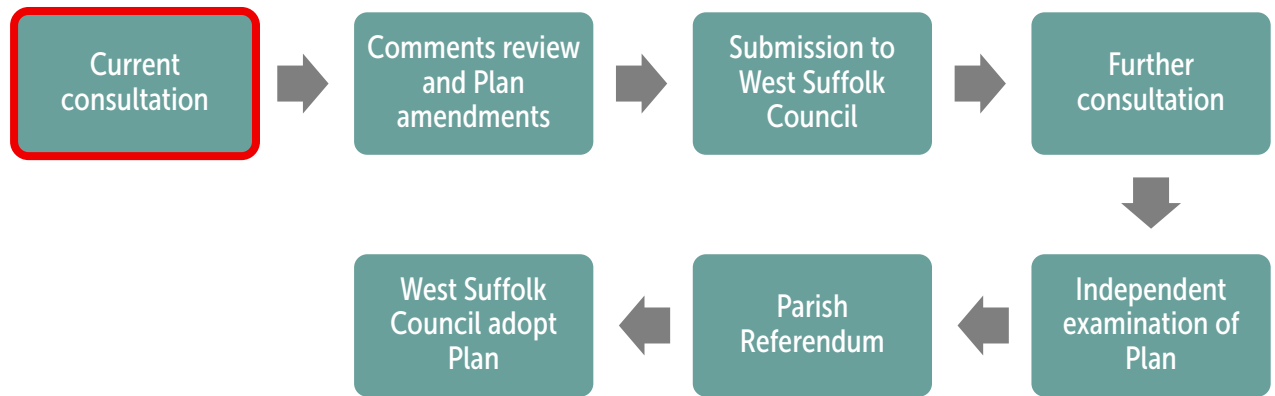 Current
consultation
Comments review
and Plan
amendments
Submission to
West Suffolk
Council
Further
consultation
Independent
examination of
Plan
Parish
Referendum
West Suffolk
Council adopt
Plan